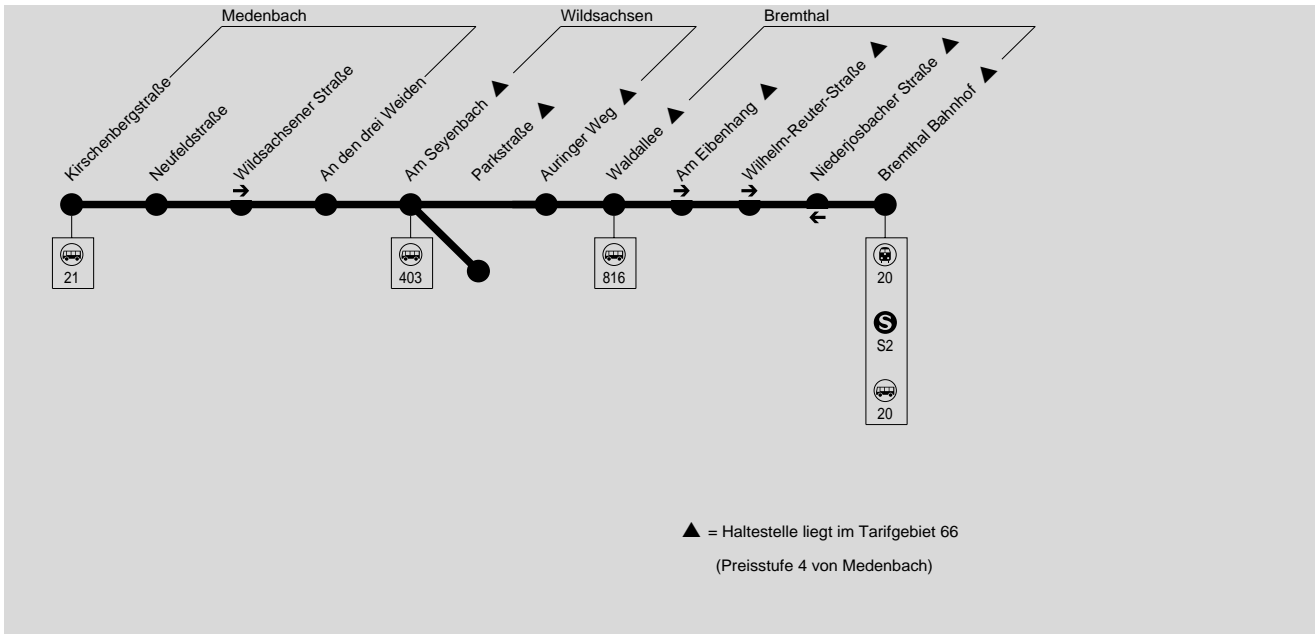 Medenbach
Wildsachsen
Bremthal
Kirschenbergstraße
Neufeldstraße
Wildsachsener Straße
An den drei Weiden
Am Seyenbach
Parkstraße
Auringer Weg
Waldallee
Am Eibenhang
Wilhelm-Reuter-Straße
Niederjosbacher Straße
Bremthal Bahnhof
21
403
816
20
S
S2
20
= Haltestelle liegt im Tarifgebiet 66
(Preisstufe 4 von Medenbach)